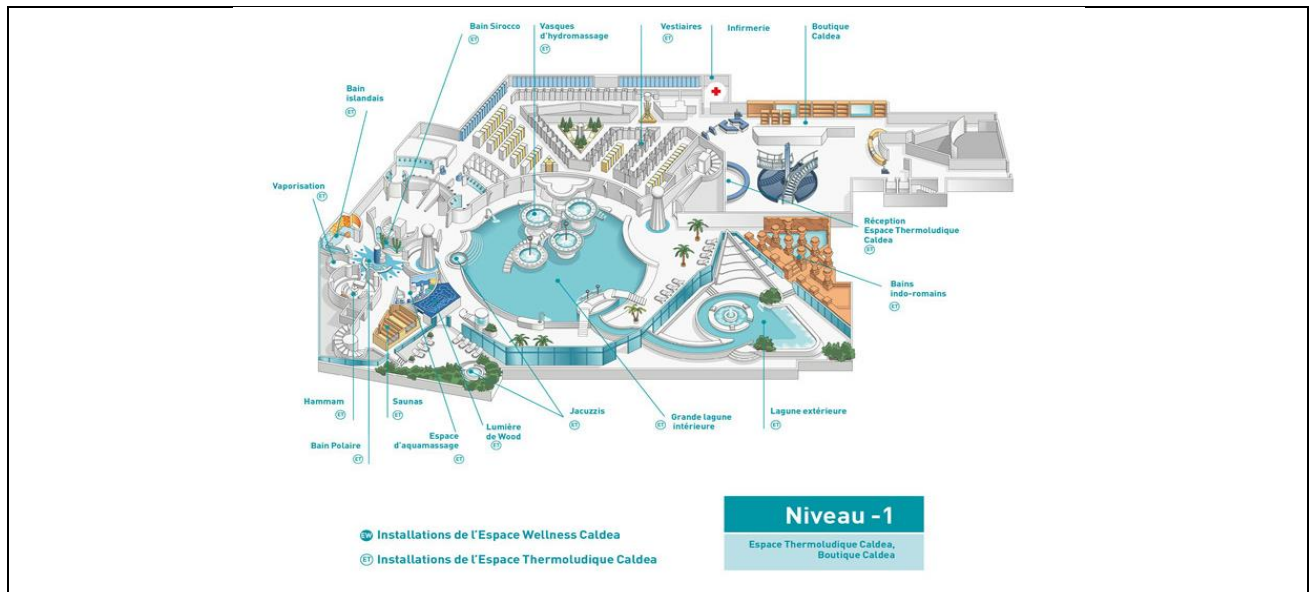 Bain Sirocco
ET
Vasques
d'hydromassage
ET
Vestiaires
ET
Infirmerie
Boutique
Caldea
Bain
islandais
ET
Vaporisation
ET
Réception
Espace Thermoludique
Caldea
ET
Bains
indo-romains
ET
Hammam
ET
Saunas
ET
Bain Polaire
ET
Espace
d'aquamassage
ET
Lumière
de Wood
ET
Jacuzzis
ET
Grande lagune
intérieure
ET
Lagune extérieure
ET
EW Installations de l'Espace Wellness Caldea
ET Installations de l'Espace Thermoludique Caldea
Niveau -1
Espace Thermoludique Caldea,
Boutique Caldea